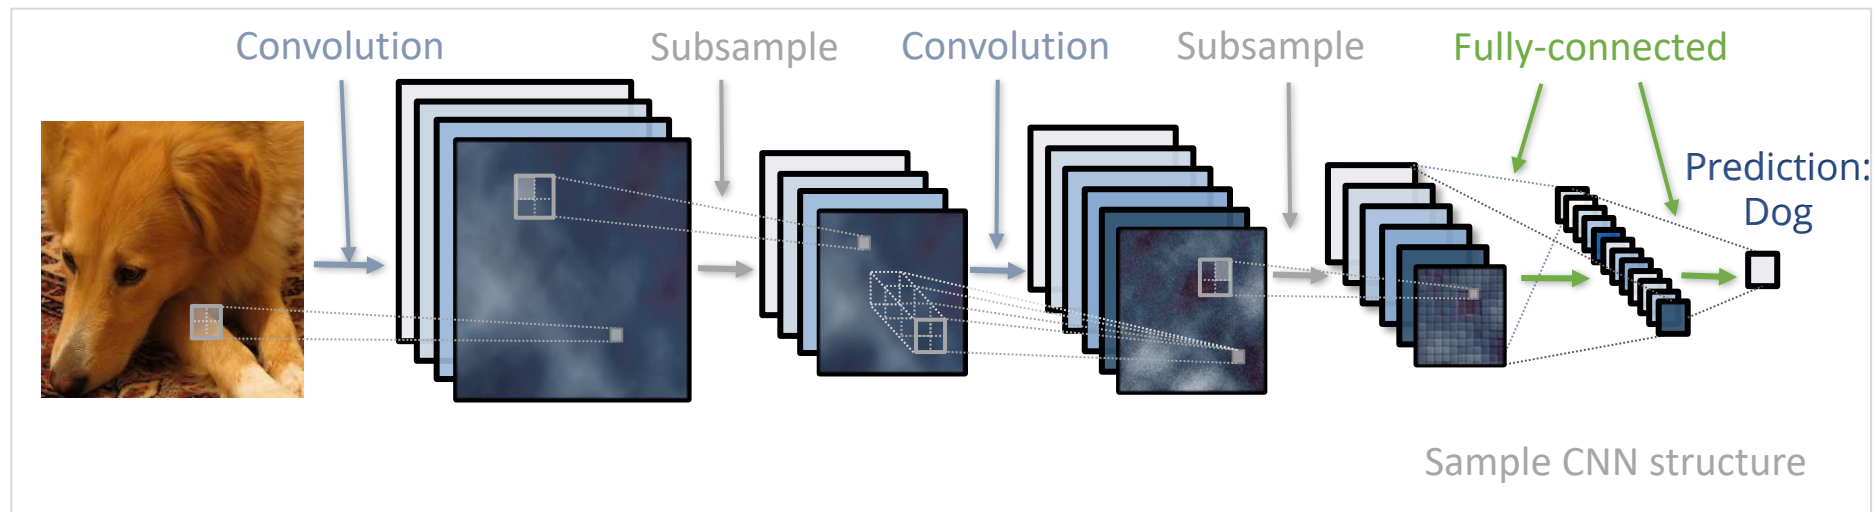 Convolution
Subsample
Convolution
Subsample
Fully-connected
Prediction:
Dog
Sample CNN structure